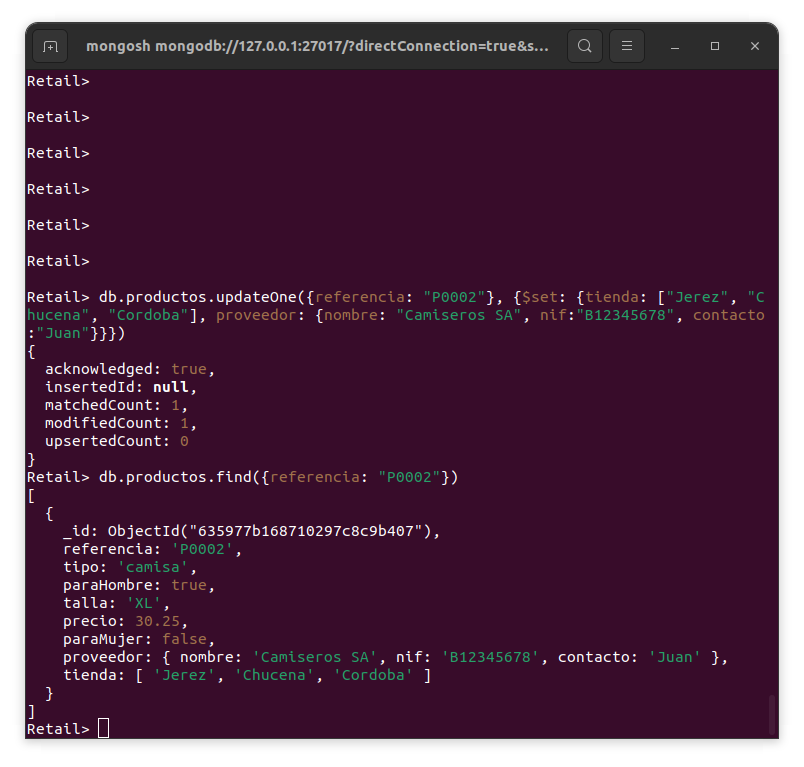 mongosh mongodb://127.0.0.1:27017/?directConnection=true&s...
Retail>
Retail>
Retail>
Retail>
Retail>
Retail>
Retail> db.productos.updateOne({referencia: "P0002"}, {$set: {tienda: ["Jerez", "C
hucena", "Cordoba"], proveedor: {nombre: "Camiseros SA", nif:"B12345678", contacto
:"Juan"}}})
{
  acknowledged: true,
  insertedId: null,
  matchedCount: 1,
  modifiedCount: 1,
  upsertedCount: 0
}
Retail> db.productos.find({referencia: "P0002"})
[
  {
    _id: ObjectId("635977b168710297c8c9b407"),
    referencia: 'P0002',
    tipo: 'camisa',
    paraHombre: true,
    talla: 'XL',
    precio: 30.25,
    paraMujer: false,
    proveedor: { nombre: 'Camiseros SA', nif: 'B12345678', contacto: 'Juan' },
    tienda: [ 'Jerez', 'Chucena', 'Cordoba' ]
  }
]
Retail>